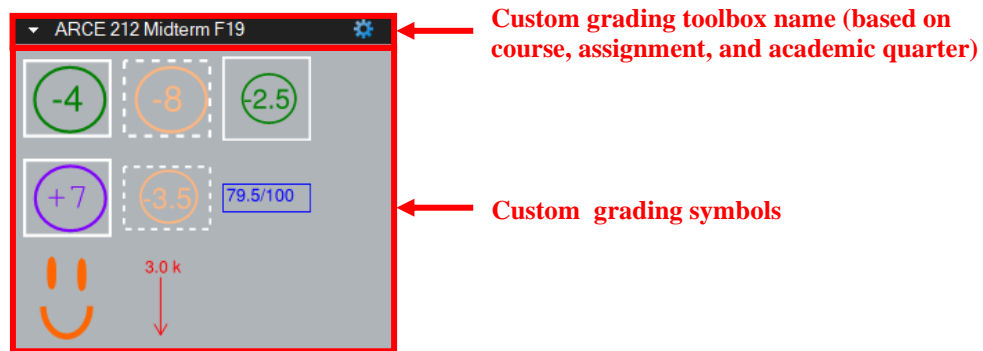 ARCE 212 Midterm F19
Custom grading toolbox name (based on
course, assignment, and academic quarter)
-4
-8
-2.5
+7
-3.5
79.5/100
Custom grading symbols
3.0 k